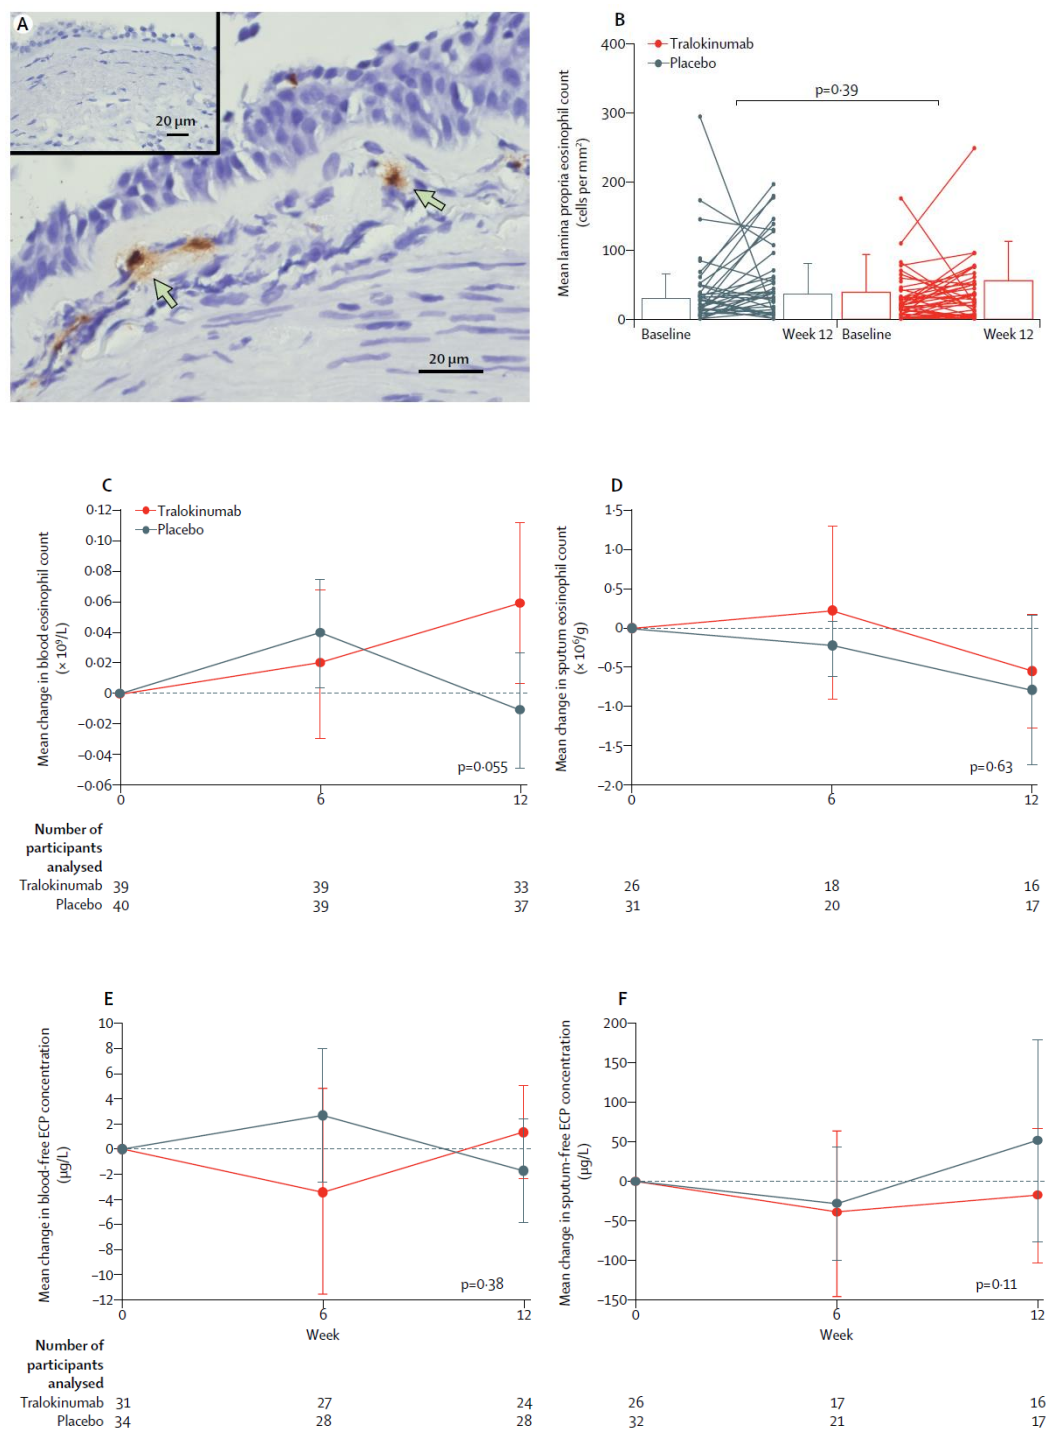 A
20 µm
20 µm
B
Mean lamina propria eosinophil count
(cells per mm²)
400
300
200
100
0
Tralokinumab
Placebo
p=0·39
Baseline
Week 12
Baseline
Week 12
C
Mean change in blood eosinophil count
(× 10⁹/L)
0·12
0·10
0·08
0·06
0·04
0·02
0
–0·02
–0·04
–0·06
Tralokinumab
Placebo
p=0·055
0
6
12
D
Mean change in sputum eosinophil count
(× 10⁶/g)
1·5
1·0
0·5
0
–0·5
–1·0
–1·5
–2·0
p=0·63
0
6
12
Number of
participants
analysed
Tralokinumab 39 39 33 26 18 16
Placebo 40 39 37 31 20 17
E
Mean change in blood-free ECP concentration
(µg/L)
10
8
6
4
2
0
–2
–4
–6
–8
–10
–12
p=0·38
0
6
12
Week
F
Mean change in sputum-free ECP concentration
(µg/L)
200
150
100
50
0
–50
–100
–150
p=0·11
0
6
12
Week
Number of
participants
analysed
Tralokinumab 31 27 24 26 17 16
Placebo 34 28 28 32 21 17